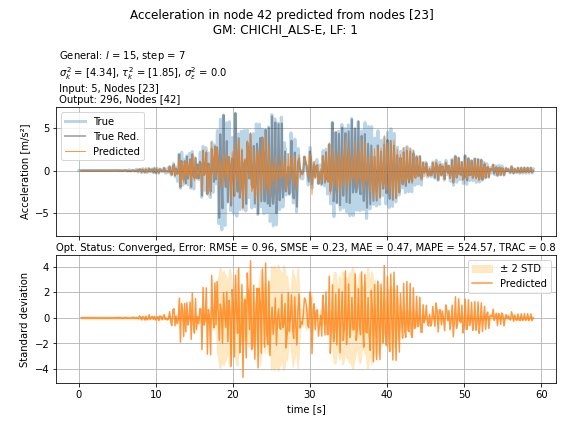 Acceleration in node 42 predicted from nodes [23]
GM: CHICHI_ALS-E, LF: 1
General: l = 15, step = 7
σ²ₖ = [4.34], τ²ₖ = [1.85], σ²ε = 0.0
Input: 5, Nodes [23]
Output: 296, Nodes [42]
True
True Red.
Predicted
5
0
−5
Acceleration [m/s²]
Opt. Status: Converged, Error: RMSE = 0.96, SMSE = 0.23, MAE = 0.47, MAPE = 524.57, TRAC = 0.8
± 2 STD
Predicted
4
2
0
−2
−4
Standard deviation
0 10 20 30 40 50 60
time [s]